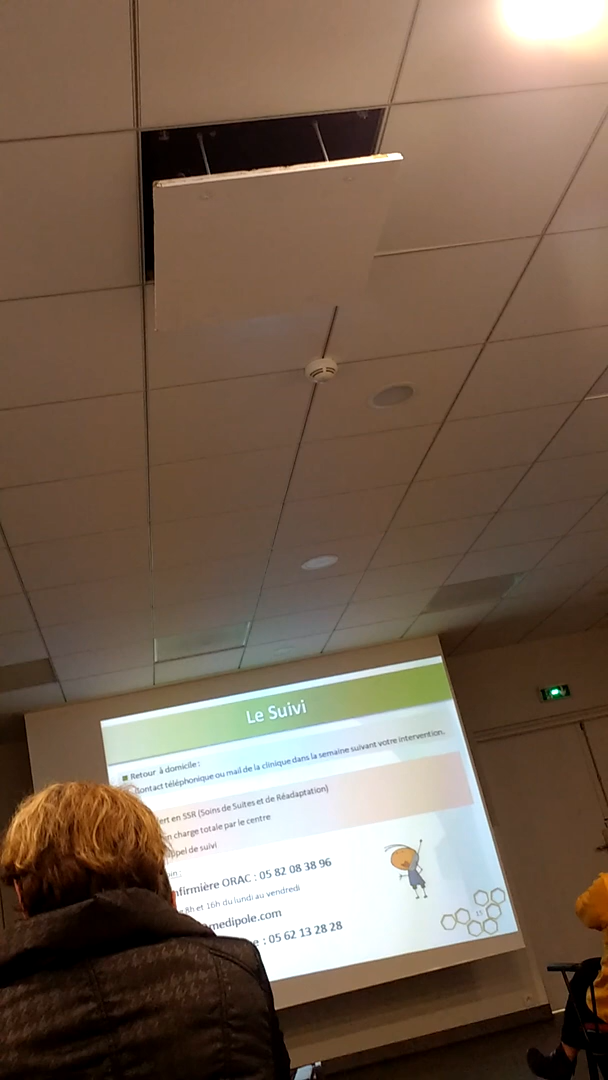 Le Suivi
Retour à domicile :
Contact téléphonique ou mail de la clinique dans la semaine suivant votre intervention.
en SSR (Soins de Suites et de Réadaptation)
charge totale par le centre
de suivi
ORAC : 05 82 08 38 96
8h et 16h du lundi au vendredi
medipole.com
: 05 62 13 28 28
15